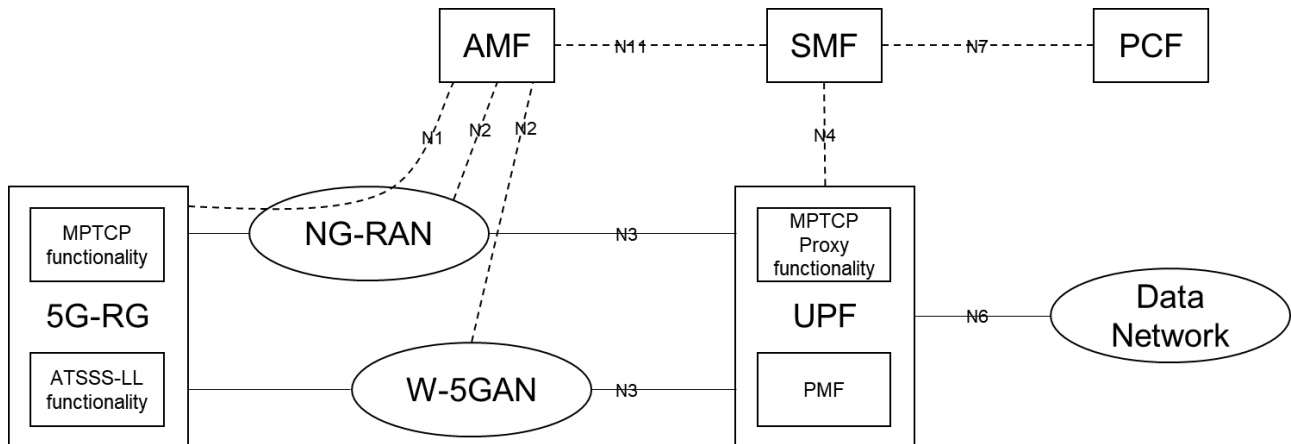 AMF
N11
SMF
N7
PCF
N1
N2
N2
N4
MPTCP
functionality
5G-RG
ATSSS-LL
functionality
NG-RAN
N3
W-5GAN
N3
MPTCP
Proxy
functionality
UPF
PMF
N6
Data
Network